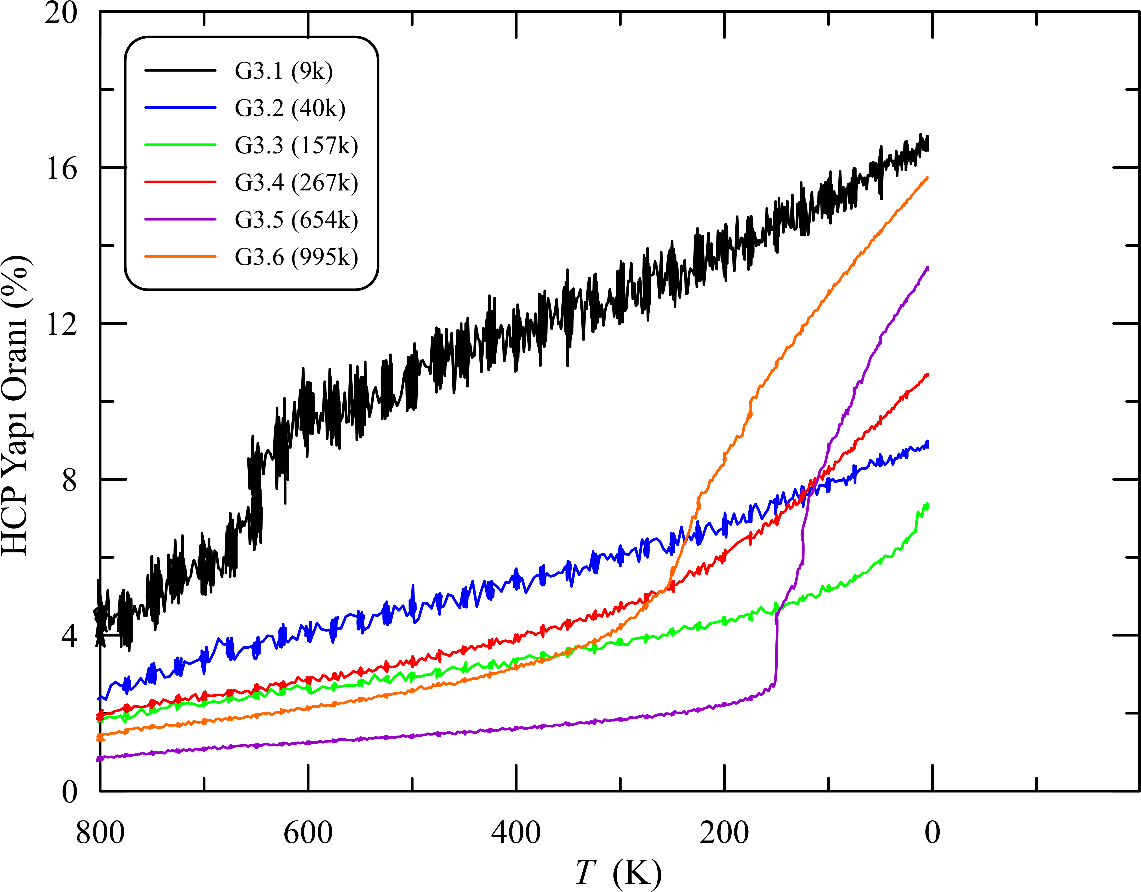 20
16
12
8
4
0
HCP Yapı Oranı (%)
G3.1 (9k)
G3.2 (40k)
G3.3 (157k)
G3.4 (267k)
G3.5 (654k)
G3.6 (995k)
800 600 400 200 0
T (K)